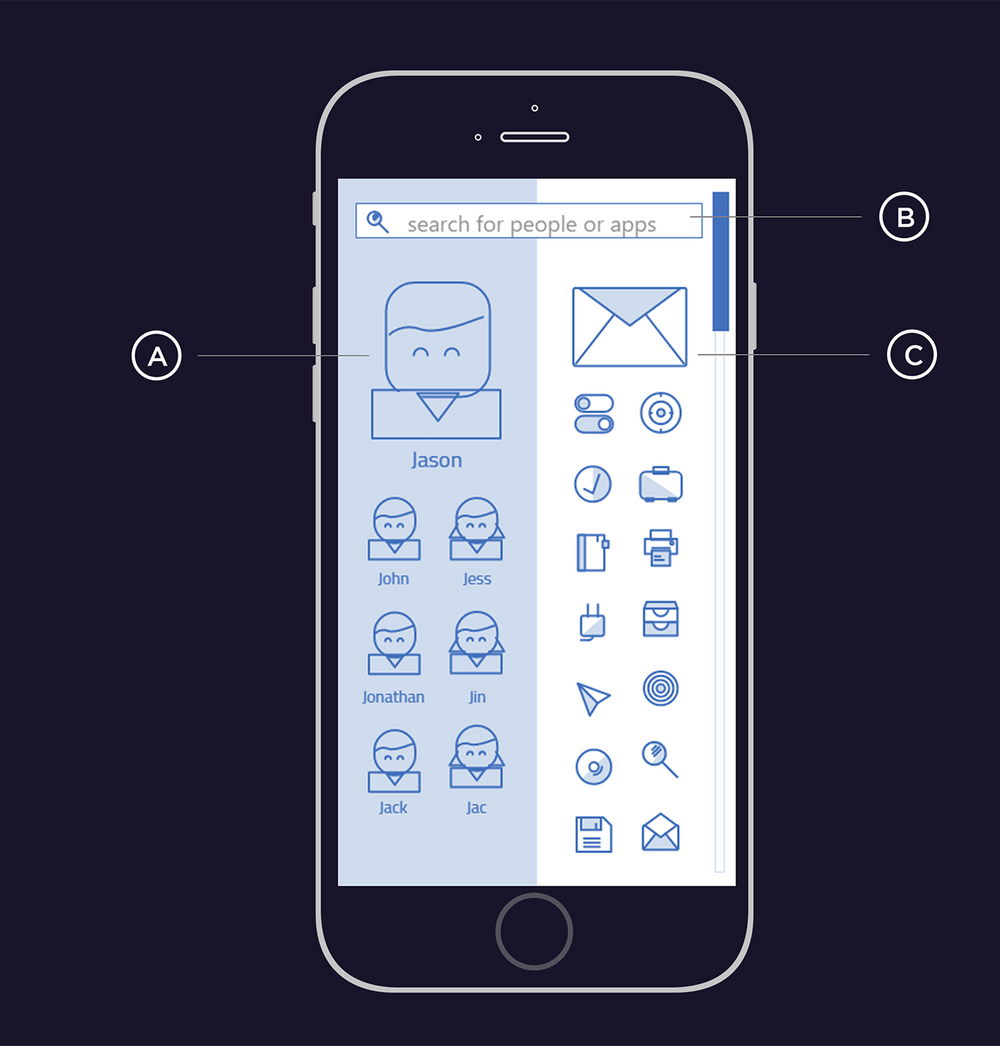 search for people or apps
B
A
C
Jason
John Jess
Jonathan Jin
Jack Jac